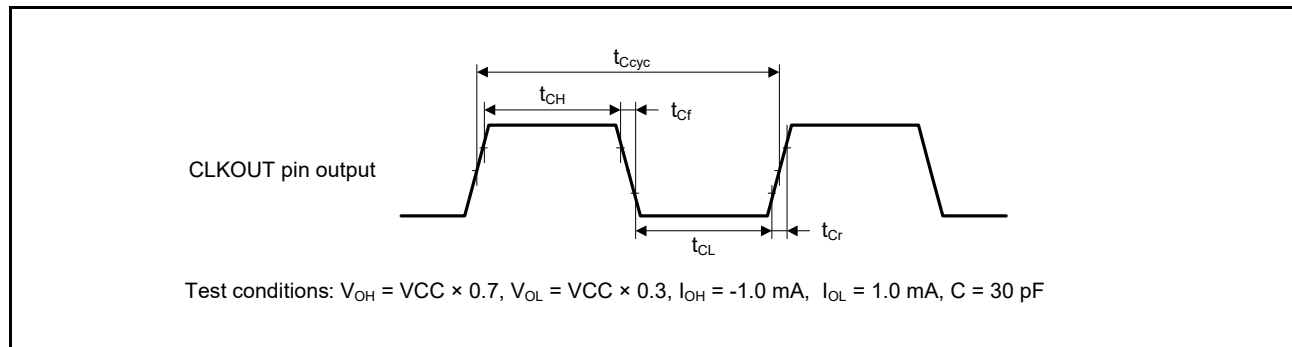 tCcyc
tCH
tCf
CLKOUT pin output
tCL
tCr
Test conditions: VOH = VCC × 0.7, VOL = VCC × 0.3, IOH = -1.0 mA, IOL = 1.0 mA, C = 30 pF